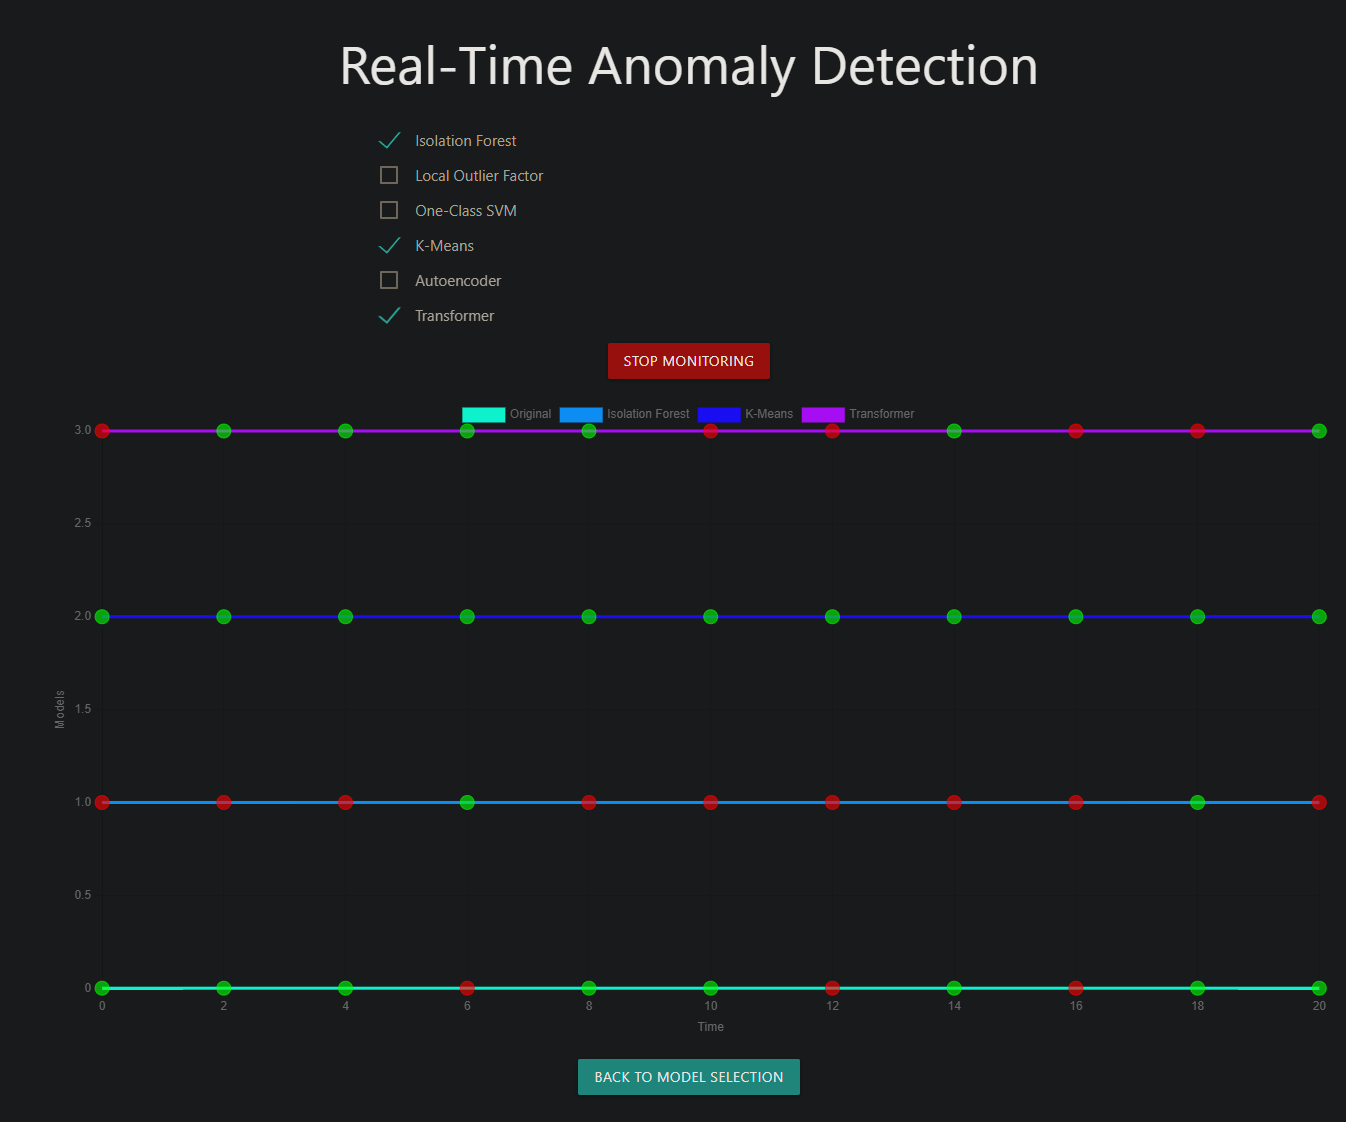 Real-Time Anomaly Detection
Isolation Forest
Local Outlier Factor
One-Class SVM
K-Means
Autoencoder
Transformer
STOP MONITORING
Original Isolation Forest K-Means Transformer
3.0
2.5
2.0
1.5
Models
1.0
0.5
0
0 2 4 6 8 10 12 14 16 18 20
Time
BACK TO MODEL SELECTION